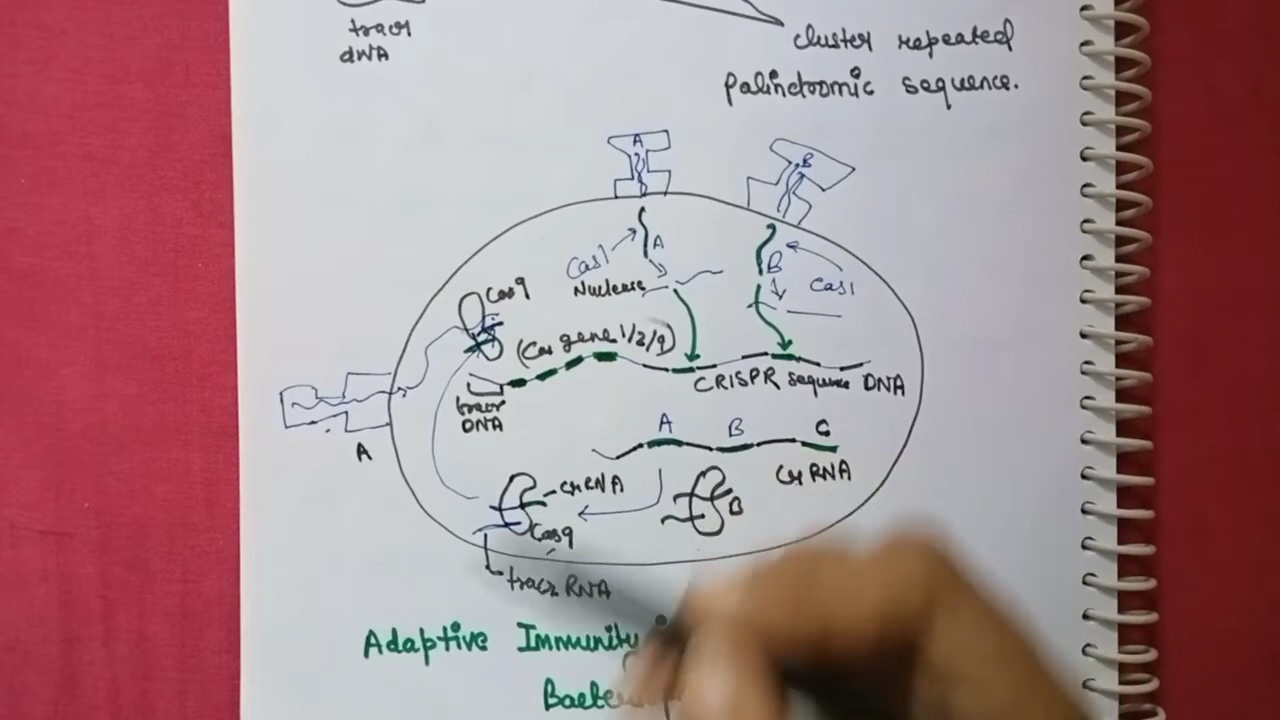 tracr
DNA
cluster repeated
palindromic sequence.
A
B
A
Cas1
Nuclease
B
Cas1
Cas9
(Cas gene 1/2/9)
CRISPR sequence DNA
tracr
DNA
A
A B C
CrRNA
crRNA
B
Cas9
tracr RNA
Adaptive Immunity